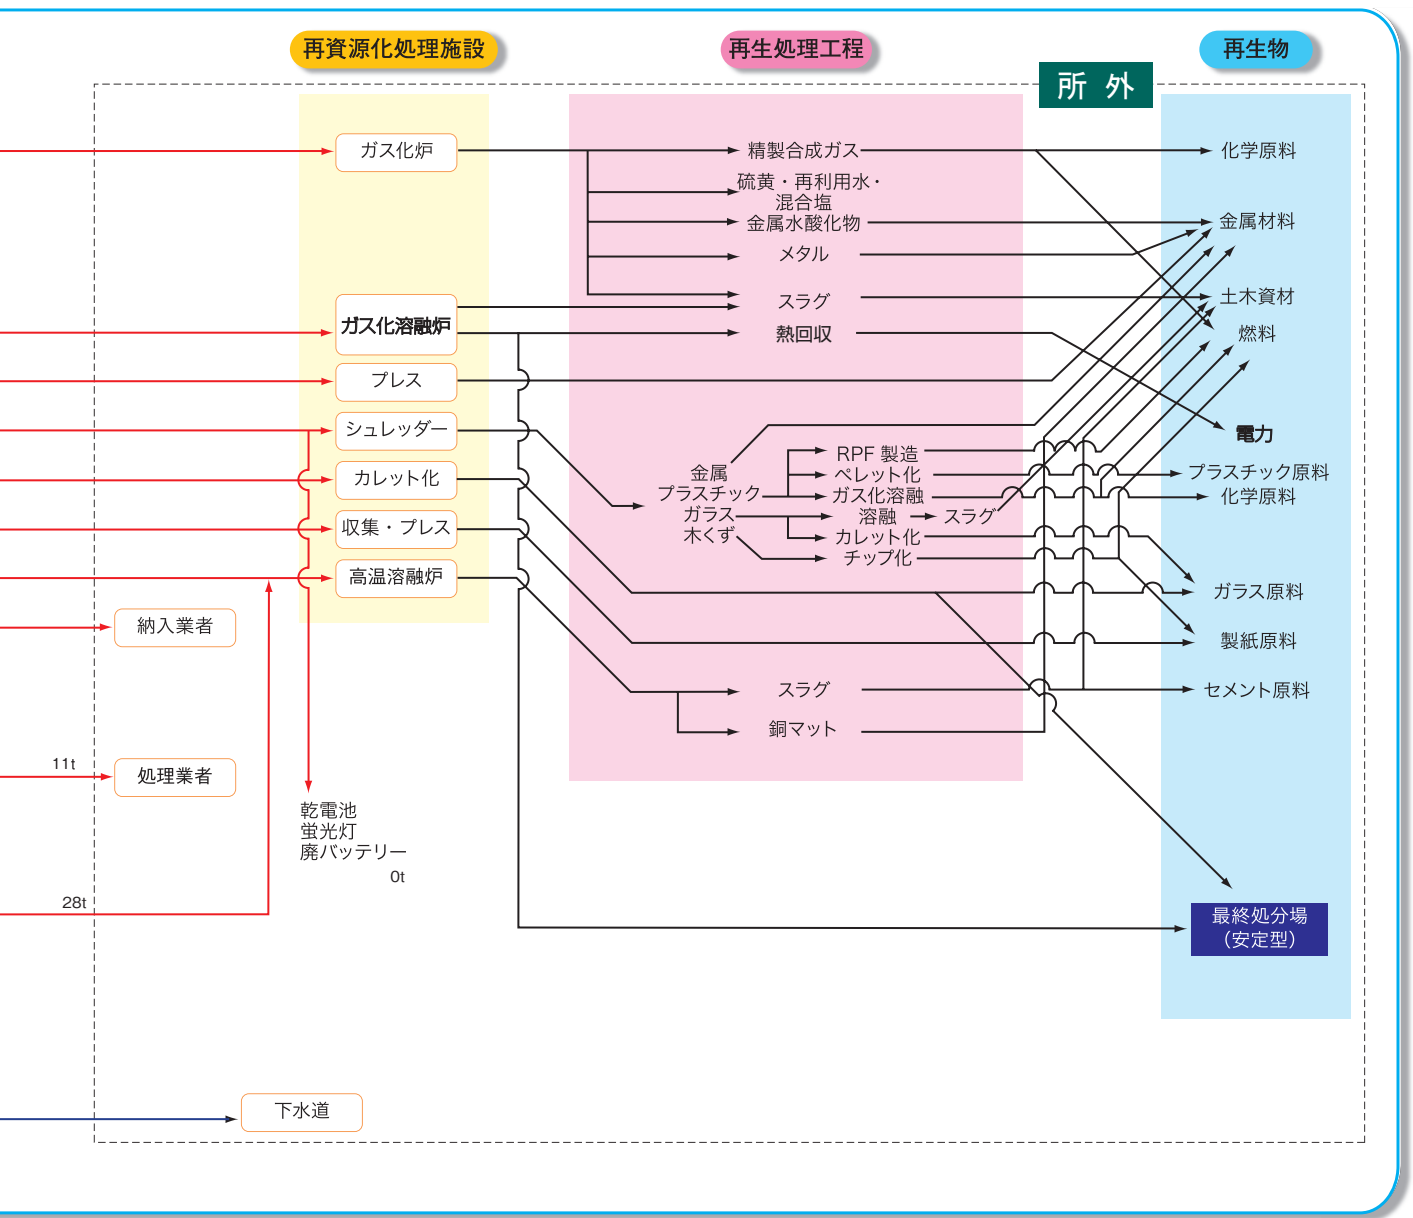 再資源化処理施設
再生処理工程
再生物
所 外
ガス化炉
精製合成ガス
化学原料
硫黄・再利用水・
混合塩
金属水酸化物
金属材料
メタル
スラグ
土木資材
ガス化溶融炉
熱回収
燃料
プレス
シュレッダー
電力
RPF 製造
金属
ペレット化
プラスチック原料
カレット化
プラスチック
ガス化溶融
化学原料
ガラス
溶融
スラグ
収集・プレス
木くず
カレット化
チップ化
高温溶融炉
ガラス原料
納入業者
製紙原料
スラグ
セメント原料
銅マット
11t
処理業者
乾電池
蛍光灯
廃バッテリー
0t
28t
最終処分場
（安定型）
下水道